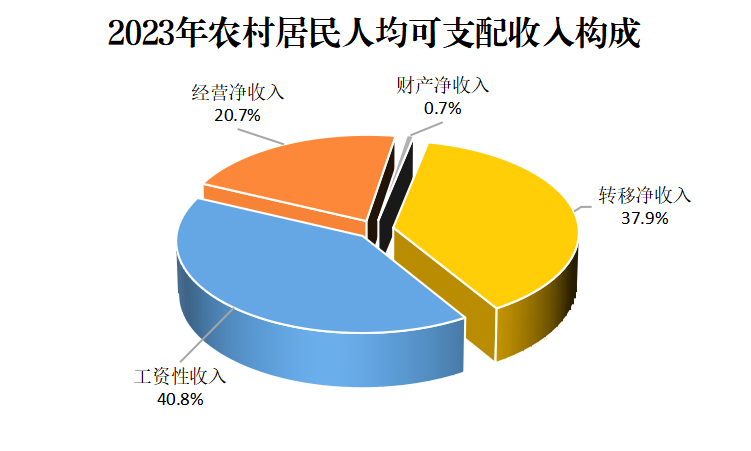 2023年农村居民人均可支配收入构成
经营净收入
20.7%
财产净收入
0.7%
转移净收入
37.9%
工资性收入
40.8%